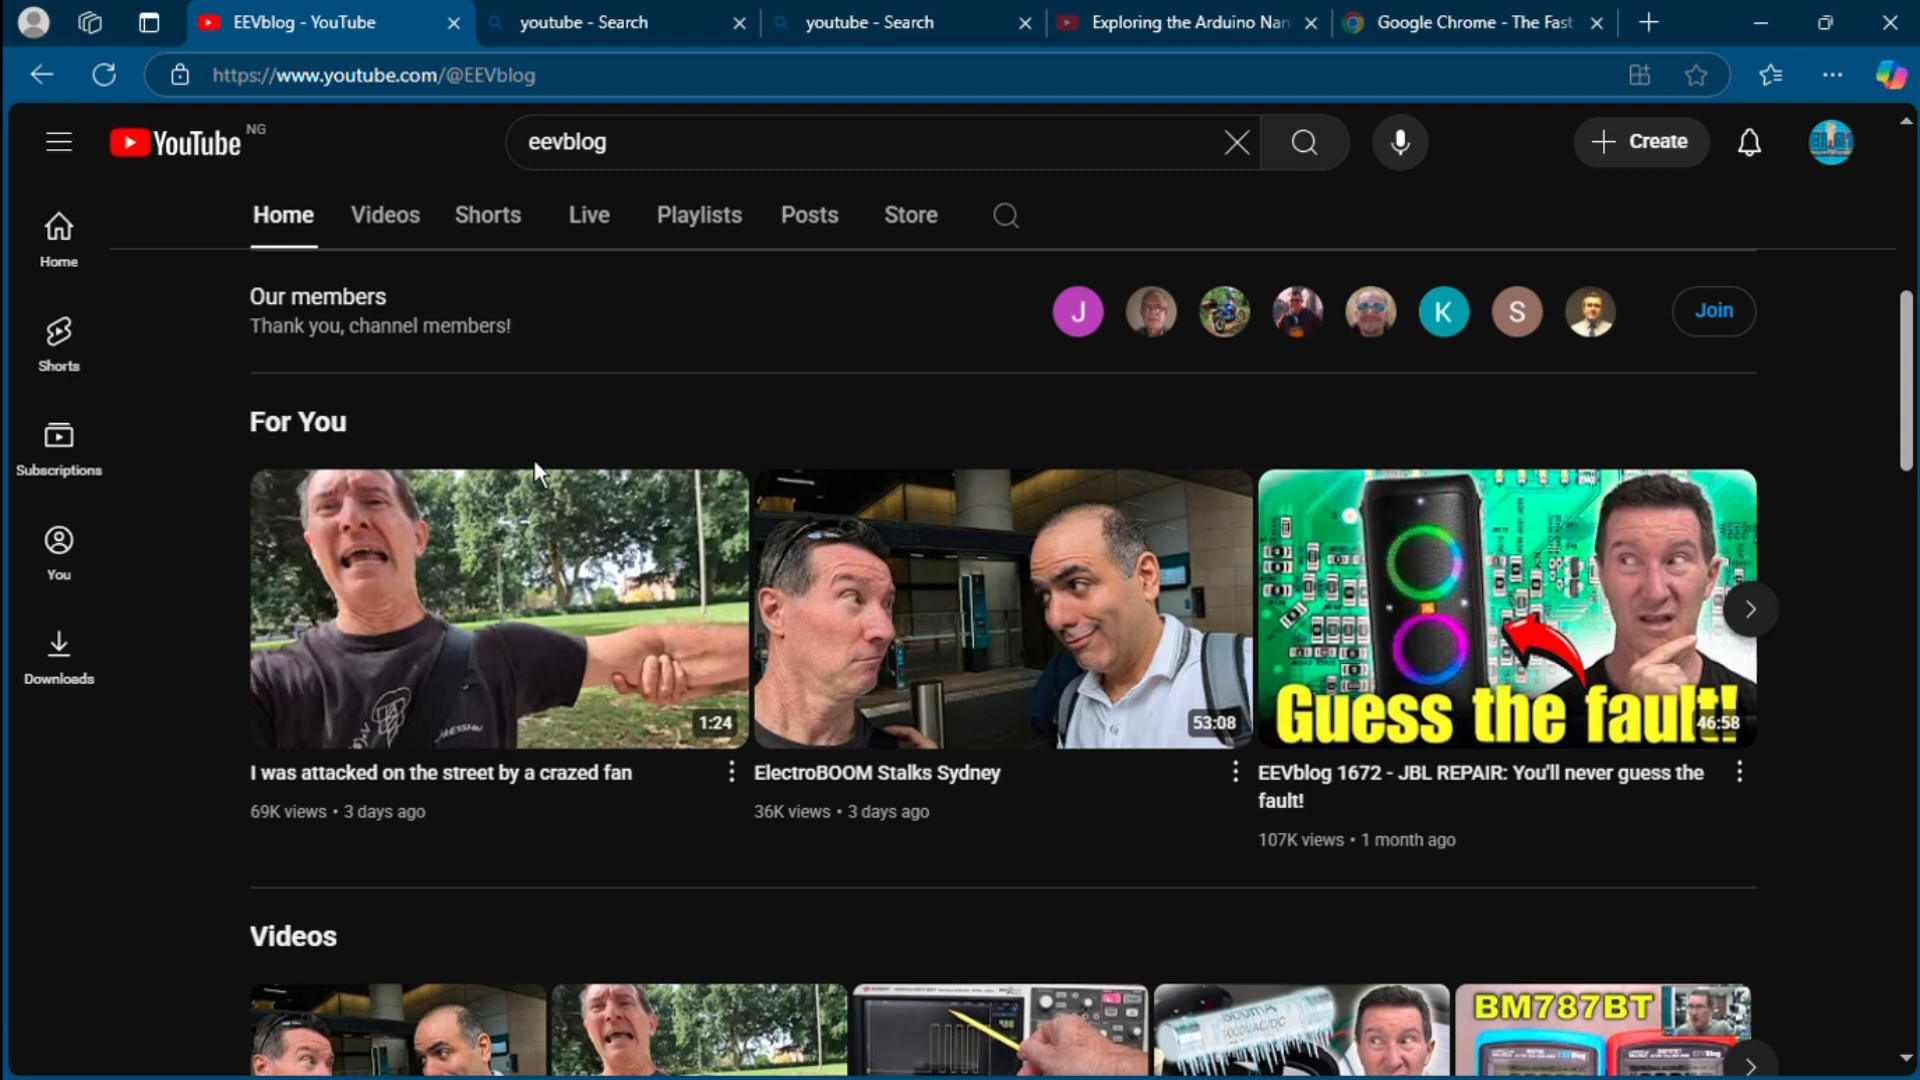 EEVblog - YouTube
youtube - Search
youtube - Search
Exploring the Arduino Nan
Google Chrome - The Fast
https://www.youtube.com/@EEVblog
YouTube NG
eevblog
Create
Home
Videos
Shorts
Live
Playlists
Posts
Store
Home
Shorts
Subscriptions
You
Downloads
Our members
Thank you, channel members!
J
K
S
Join
For You
1:24
53:08
Guess the fault!
46:58
I was attacked on the street by a crazed fan
69K views • 3 days ago
ElectroBOOM Stalks Sydney
36K views • 3 days ago
EEVblog 1672 - JBL REPAIR: You'll never guess the
fault!
107K views • 1 month ago
Videos
1000VAC/DC
BM787BT